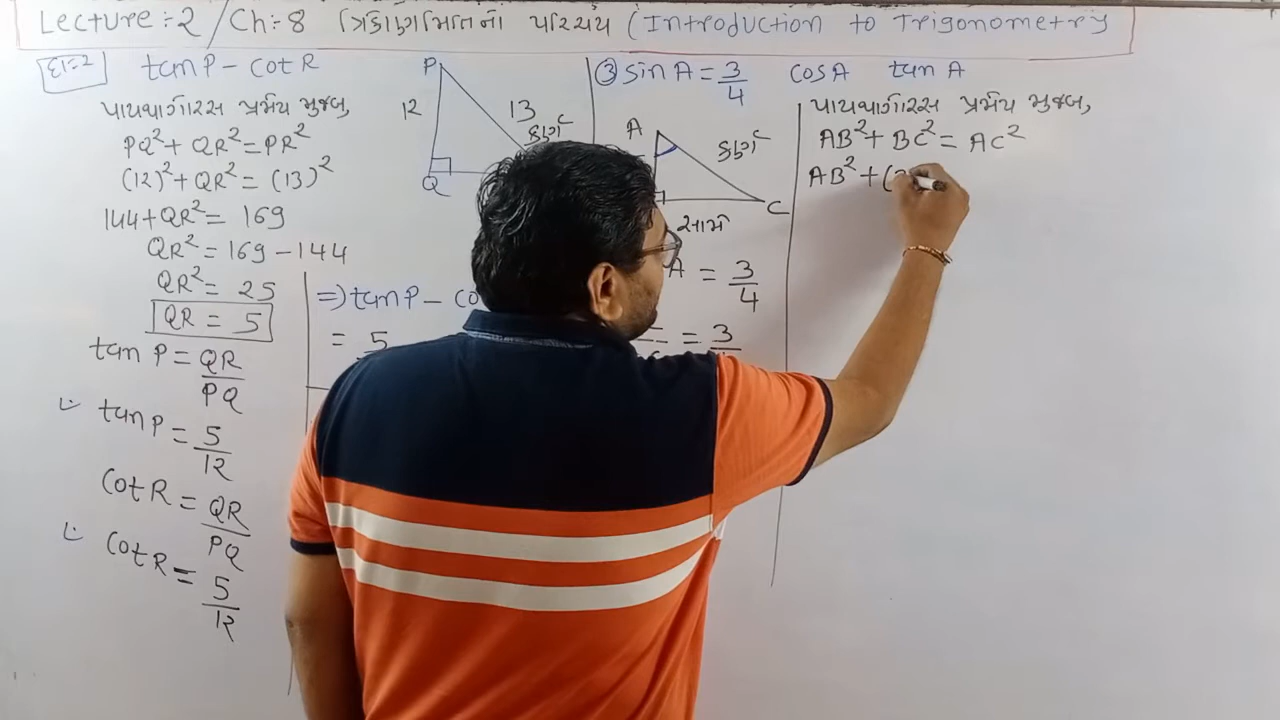 Lecture:-2 / Ch:-8 ત્રિકોણમિતિનો પરિચય (Introduction to Trigonometry
દા.2 tan P - cot R
પાયથાગોરસ પ્રમેય મુજબ,
PQ² + QR² = PR²
(12)² + QR² = (13)²
144 + QR² = 169
QR² = 169 - 144
QR² = 25
QR = 5
tan P = QR/PQ
∴ tan P = 5/12
cot R = QR/PQ
∴ cot R = 5/12
P
12
13
કર્ણ
Q
⇒ tan P - co
= 5
③ sin A = 3/4 cos A tan A
A
કર્ણ
C
સામે
A = 3/4
= 3
પાયથાગોરસ પ્રમેય મુજબ,
AB² + BC² = AC²
AB² + (3